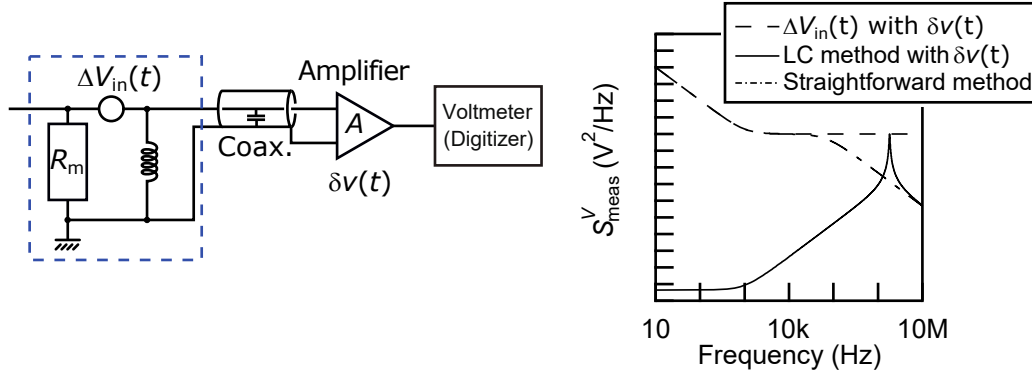 ΔV_in(t)
R_m
Coax.
Amplifier
A
δv(t)
Voltmeter
(Digitizer)
ΔV_in(t) with δv(t)
LC method with δv(t)
Straightforward method
S^V_meas (V^2/Hz)
10 10k 10M
Frequency (Hz)